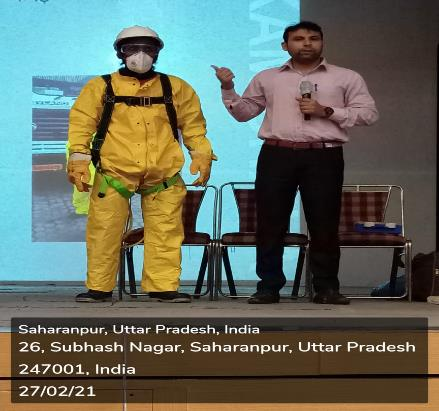 Saharanpur, Uttar Pradesh, India
26, Subhash Nagar, Saharanpur, Uttar Pradesh
247001, India
27/02/21